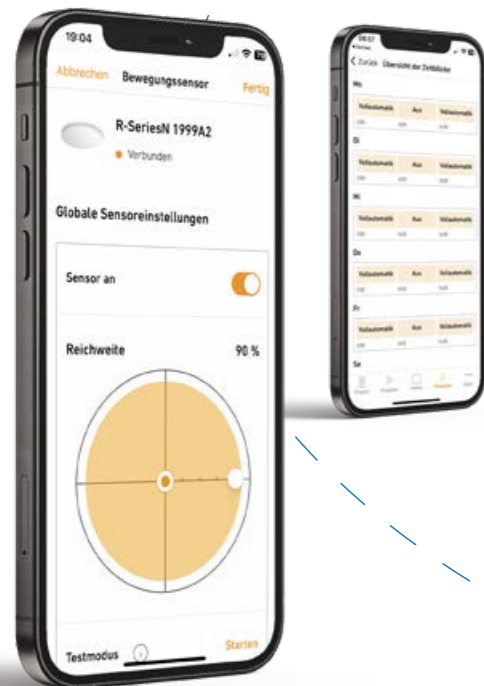 19:04
Abbrechen Bewegungssensor Fertig
R-SeriesN 1999A2
Verbunden
Globale Sensoreinstellungen
Sensor an
Reichweite 90 %
Testmodus Starten
Zurück Übersicht der Zeitblöcke
Mo
Vollautomatik Aus Vollautomatik
Di
Vollautomatik Aus Vollautomatik
Mi
Vollautomatik Aus Vollautomatik
Do
Vollautomatik Aus Vollautomatik
Fr
Vollautomatik Aus Vollautomatik
Sa